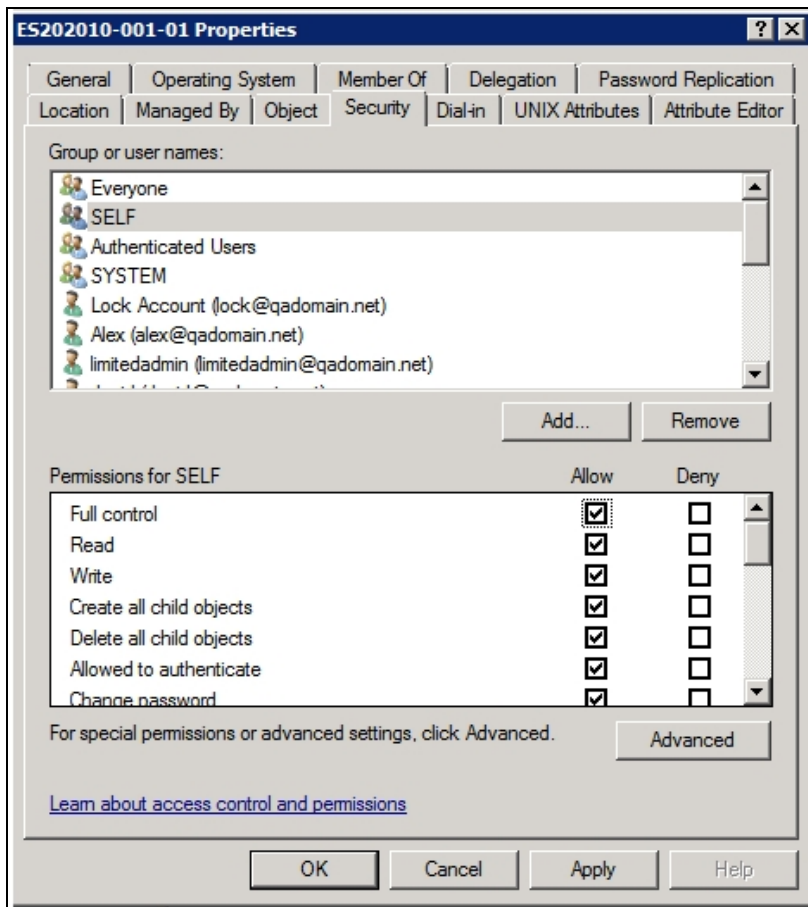 ES202010-001-01 Properties
General Operating System Member Of Delegation Password Replication
Location Managed By Object Security Dial-in UNIX Attributes Attribute Editor
Group or user names:
Everyone
SELF
Authenticated Users
SYSTEM
Lock Account (lock@qadomain.net)
Alex (alex@qadomain.net)
limitedadmin (limitedadmin@qadomain.net)
Add... Remove
Permissions for SELF Allow Deny
Full control
Read
Write
Create all child objects
Delete all child objects
Allowed to authenticate
Change password
For special permissions or advanced settings, click Advanced. Advanced
Learn about access control and permissions
OK Cancel Apply Help